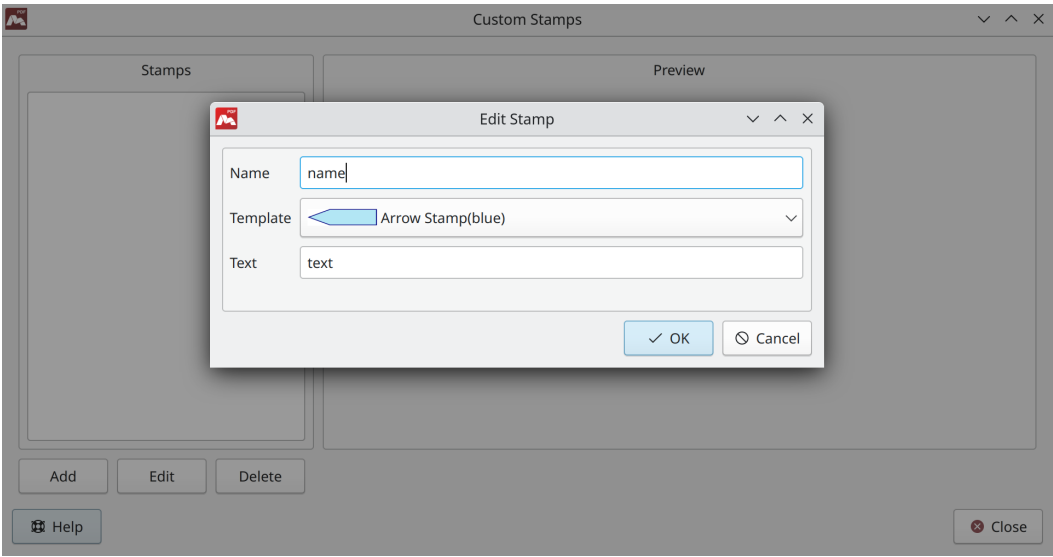 Custom Stamps
Stamps
Preview
PDF
Edit Stamp
Name
name
Template
Arrow Stamp(blue)
Text
text
OK
Cancel
Add
Edit
Delete
Help
Close